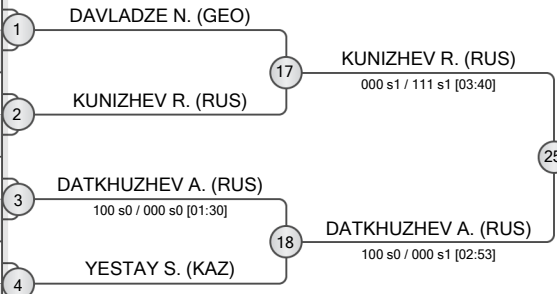 DAVLADZE N. (GEO)
1
17
KUNIZHEV R. (RUS)
000 s1 / 111 s1 [03:40]
KUNIZHEV R. (RUS)
2
25
DATKHUZHEV A. (RUS)
3
100 s0 / 000 s0 [01:30]
18
DATKHUZHEV A. (RUS)
100 s0 / 000 s1 [02:53]
YESTAY S. (KAZ)
4